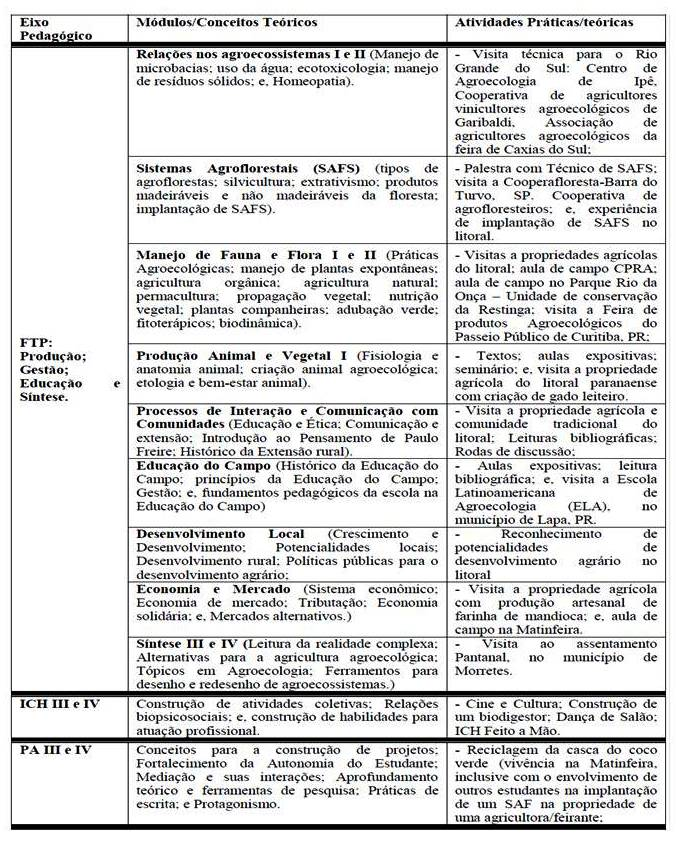 Eixo Pedagógico
Módulos/Conceitos Teóricos
Atividades Práticas/teóricas
FTP:
Produção;
Gestão;
Educação e
Síntese.
Relações nos agroecossistemas I e II (Manejo de
microbacias; uso da água; ecotoxicologia; manejo
de resíduos sólidos; e, Homeopatia).
- Visita técnica para o Rio
Grande do Sul: Centro de
Agroecologia de Ipê,
Cooperativa de agricultores
vinicultores agroecológicos de
Garibaldi, Associação de
agricultores agroecológicos da
feira de Caxias do Sul;
Sistemas Agroflorestais (SAFS) (tipos de
agroflorestas; silvicultura; extrativismo; produtos
madeiráveis e não madeiráveis da floresta;
implantação de SAFS).
- Palestra com Técnico de SAFS;
visita a Cooperafloresta-Barra do
Turvo, SP. Cooperativa de
agrofloresteiros; e, experiência
de implantação de SAFS no
litoral.
Manejo de Fauna e Flora I e II (Práticas
Agroecológicas; manejo de plantas expontâneas;
agricultura orgânica; agricultura natural;
permacultura; propagação vegetal; nutrição
vegetal; plantas companheiras; adubação verde;
fitoterápicos; biodinâmica).
- Visitas a propriedades agrícolas
do litoral; aula de campo CPRA;
aula de campo no Parque Rio da
Onça – Unidade de conservação
da Restinga; visita a Feira de
produtos Agroecológicos do
Passeio Público de Curitiba, PR;
Produção Animal e Vegetal I (Fisiologia e
anatomia animal; criação animal agroecológica;
etologia e bem-estar animal).
- Textos; aulas expositivas;
seminário; e, visita a propriedade
agrícola do litoral paranaense
com criação de gado leiteiro.
Processos de Interação e Comunicação com
Comunidades (Educação e Ética; Comunicação e
extensão; Introdução ao Pensamento de Paulo
Freire; Histórico da Extensão rural).
- Visita a propriedade agrícola e
comunidade tradicional do
litoral; Leituras bibliográficas;
Rodas de discussão;
Educação do Campo (Histórico da Educação do
Campo; princípios da Educação do Campo;
Gestão; e, fundamentos pedagógicos da escola na
Educação do Campo)
- Aulas expositivas; leitura
bibliográfica; e, visita a Escola
Latinoamericana de
Agroecologia (ELA), no
município de Lapa, PR.
Desenvolvimento Local (Crescimento e
Desenvolvimento; Potencialidades locais;
Desenvolvimento rural; Políticas públicas para o
desenvolvimento agrário;
- Reconhecimento de
potencialidades de
desenvolvimento agrário no
litoral
Economia e Mercado (Sistema econômico;
Economia de mercado; Tributação; Economia
solidária; e, Mercados alternativos.)
- Visita a propriedade agrícola
com produção artesanal de
farinha de mandioca; e, aula de
campo na Matinfeira.
Síntese III e IV (Leitura da realidade complexa;
Alternativas para a agricultura agroecológica;
Tópicos em Agroecologia; Ferramentos para
desenho e redesenho de agroecossistemas.)
- Visita ao assentamento
Pantanal, no município de
Morretes.
ICH III e IV
Construção de atividades coletivas; Relações
biopsicosociais; e, construção de habilidades para
atuação profissional.
- Cine e Cultura; Construção de
um biodigestor; Dança de Salão;
ICH Feito a Mão.
PA III e IV
Conceitos para a construção de projetos;
Fortalecimento da Autonomia do Estudante;
Mediação e suas interações; Aprofundamento
teórico e ferramentas de pesquisa; Práticas de
escrita; e Protagonismo.
- Reciclagem da casca do coco
verde (vivência na Matinfeira,
inclusive com o envolvimento de
outros estudantes na implantação
de um SAF na propriedade de
uma agricultora/feirante;